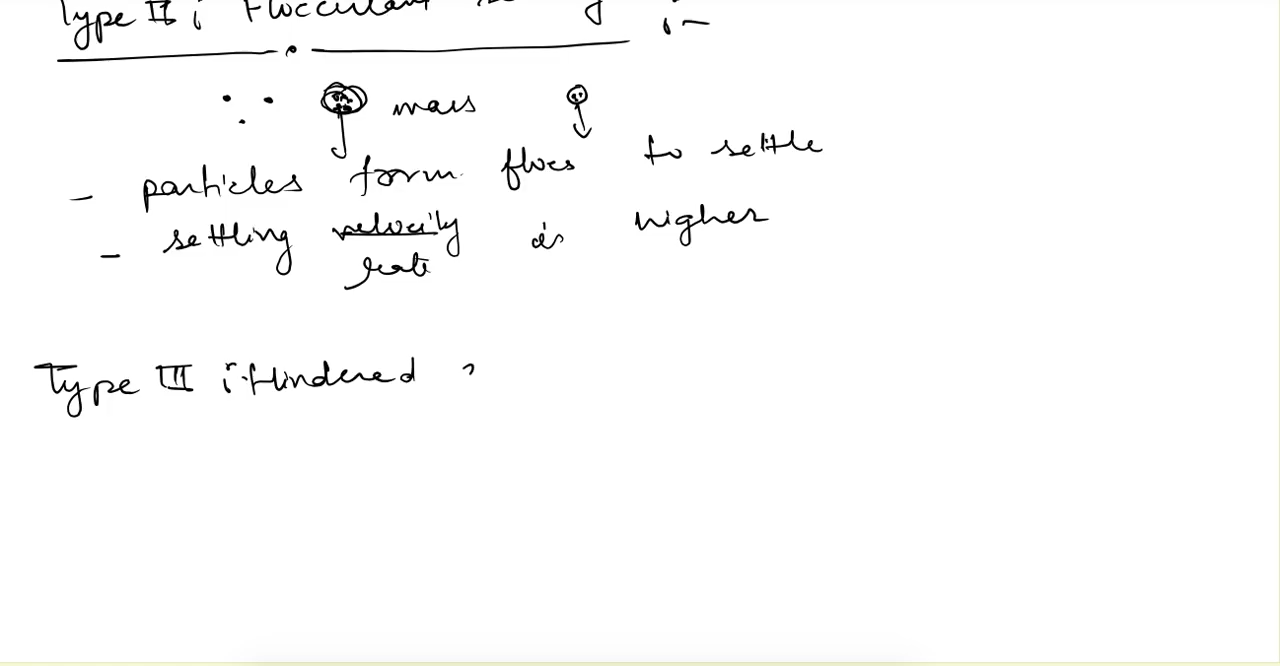 Type II : Flocculant
mass
- particles form flocs to settle
- settling velocity is higher
rate
Type III : Hindered